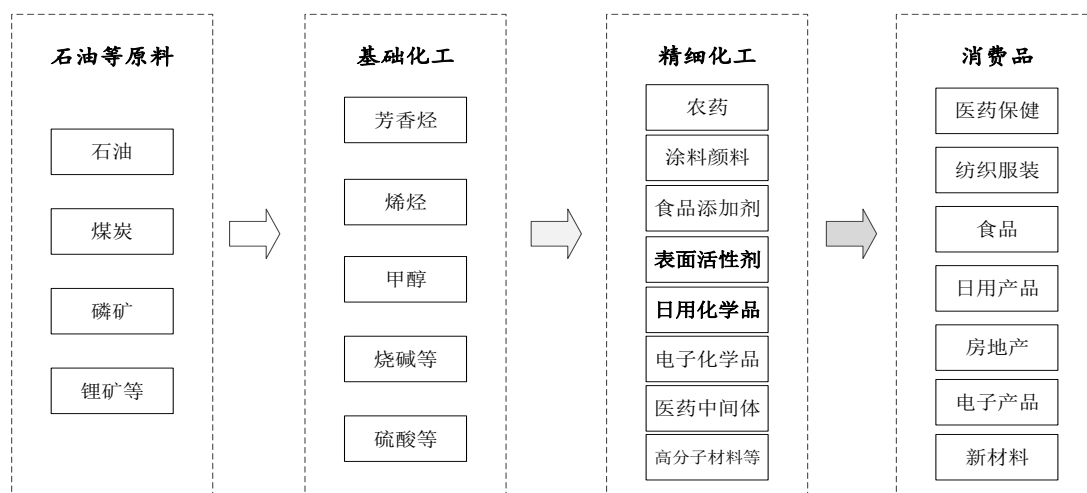 石油等原料
石油
煤炭
磷矿
锂矿等
基础化工
芳香烃
烯烃
甲醇
烧碱等
硫酸等
精细化工
农药
涂料颜料
食品添加剂
表面活性剂
日用化学品
电子化学品
医药中间体
高分子材料等
消费品
医药保健
纺织服装
食品
日用产品
房地产
电子产品
新材料